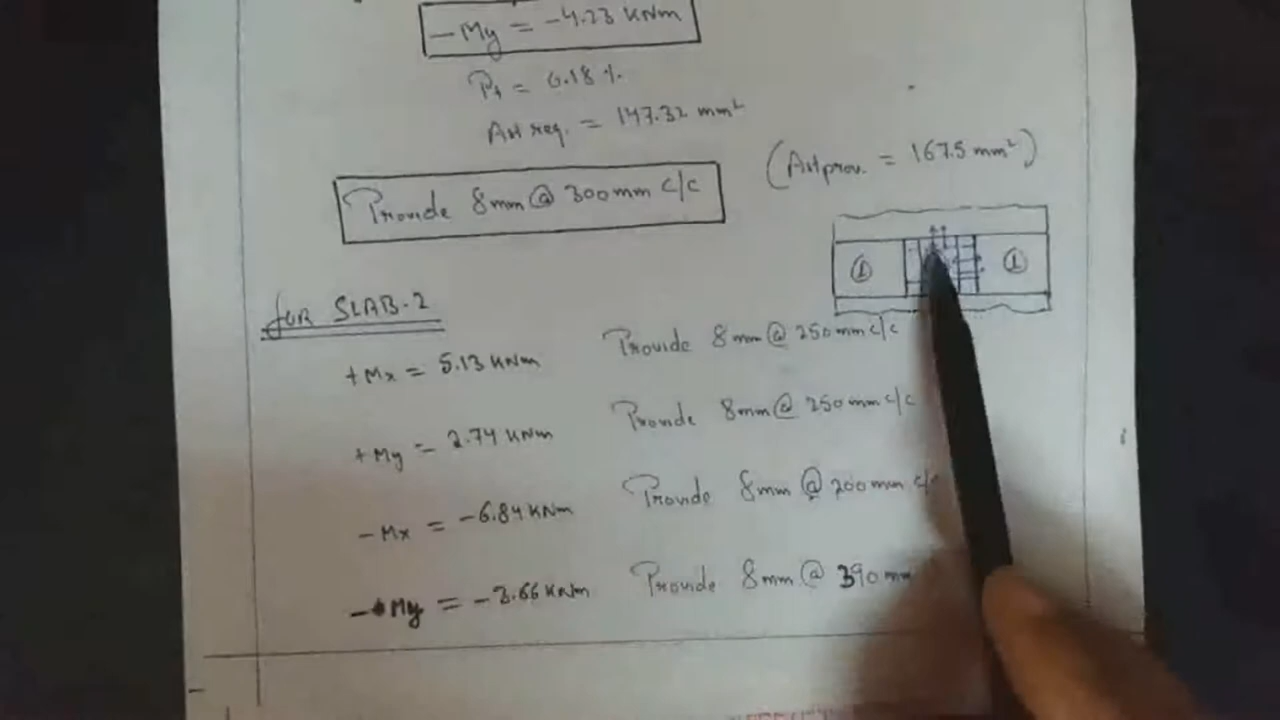 - My = -4.23 KNm
Pt = 0.18 %
Ast req. = 147.32 mm²
(Ast prov. = 167.5 mm²)
Provide 8mm @ 300mm c/c
① ①
for SLAB-2
+Mx = 5.13 KNm Provide 8mm @ 250mm c/c
+My = 2.74 KNm Provide 8mm @ 250mm c/c
-Mx = -6.84 KNm Provide 8mm @ 200mm c/c
-My = -3.66 KNm Provide 8mm @ 390mm